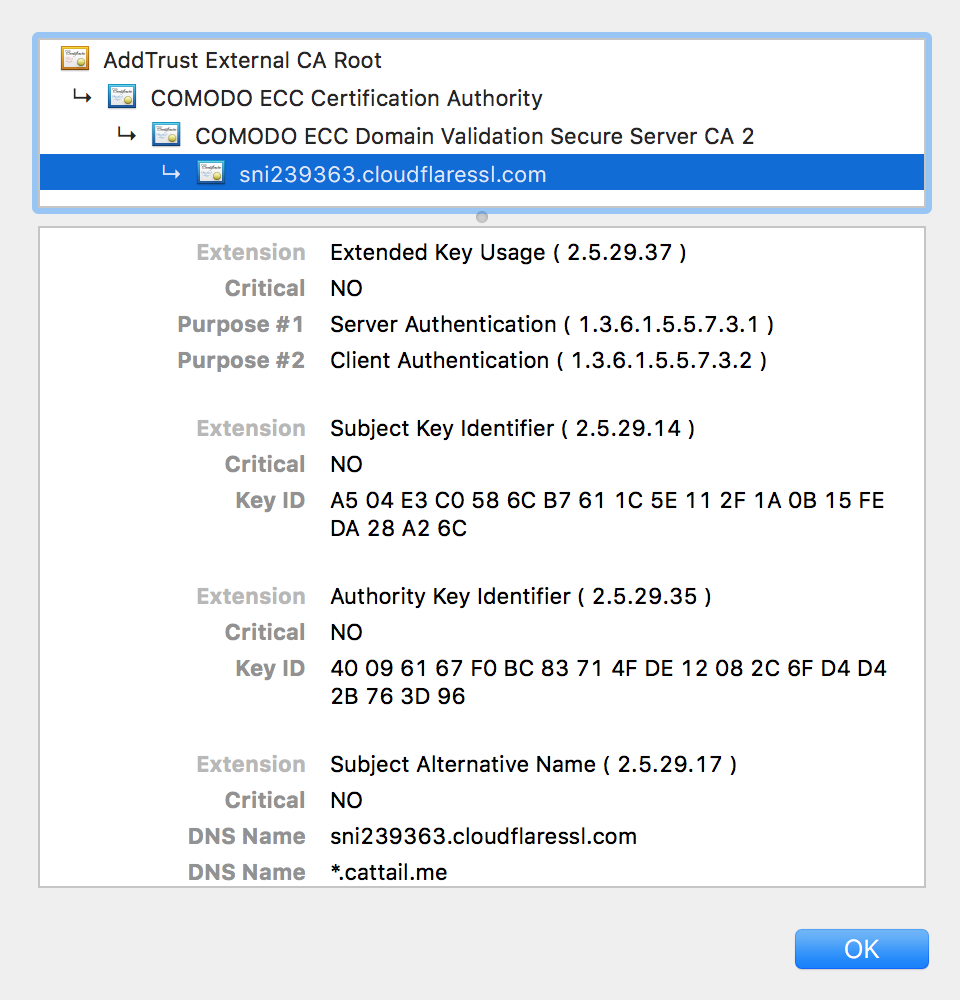 AddTrust External CA Root
↳ COMODO ECC Certification Authority
↳ COMODO ECC Domain Validation Secure Server CA 2
↳ sni239363.cloudflaressl.com
Extension Extended Key Usage ( 2.5.29.37 )
Critical NO
Purpose #1 Server Authentication ( 1.3.6.1.5.5.7.3.1 )
Purpose #2 Client Authentication ( 1.3.6.1.5.5.7.3.2 )
Extension Subject Key Identifier ( 2.5.29.14 )
Critical NO
Key ID A5 04 E3 C0 58 6C B7 61 1C 5E 11 2F 1A 0B 15 FE
DA 28 A2 6C
Extension Authority Key Identifier ( 2.5.29.35 )
Critical NO
Key ID 40 09 61 67 F0 BC 83 71 4F DE 12 08 2C 6F D4 D4
2B 76 3D 96
Extension Subject Alternative Name ( 2.5.29.17 )
Critical NO
DNS Name sni239363.cloudflaressl.com
DNS Name *.cattail.me
OK